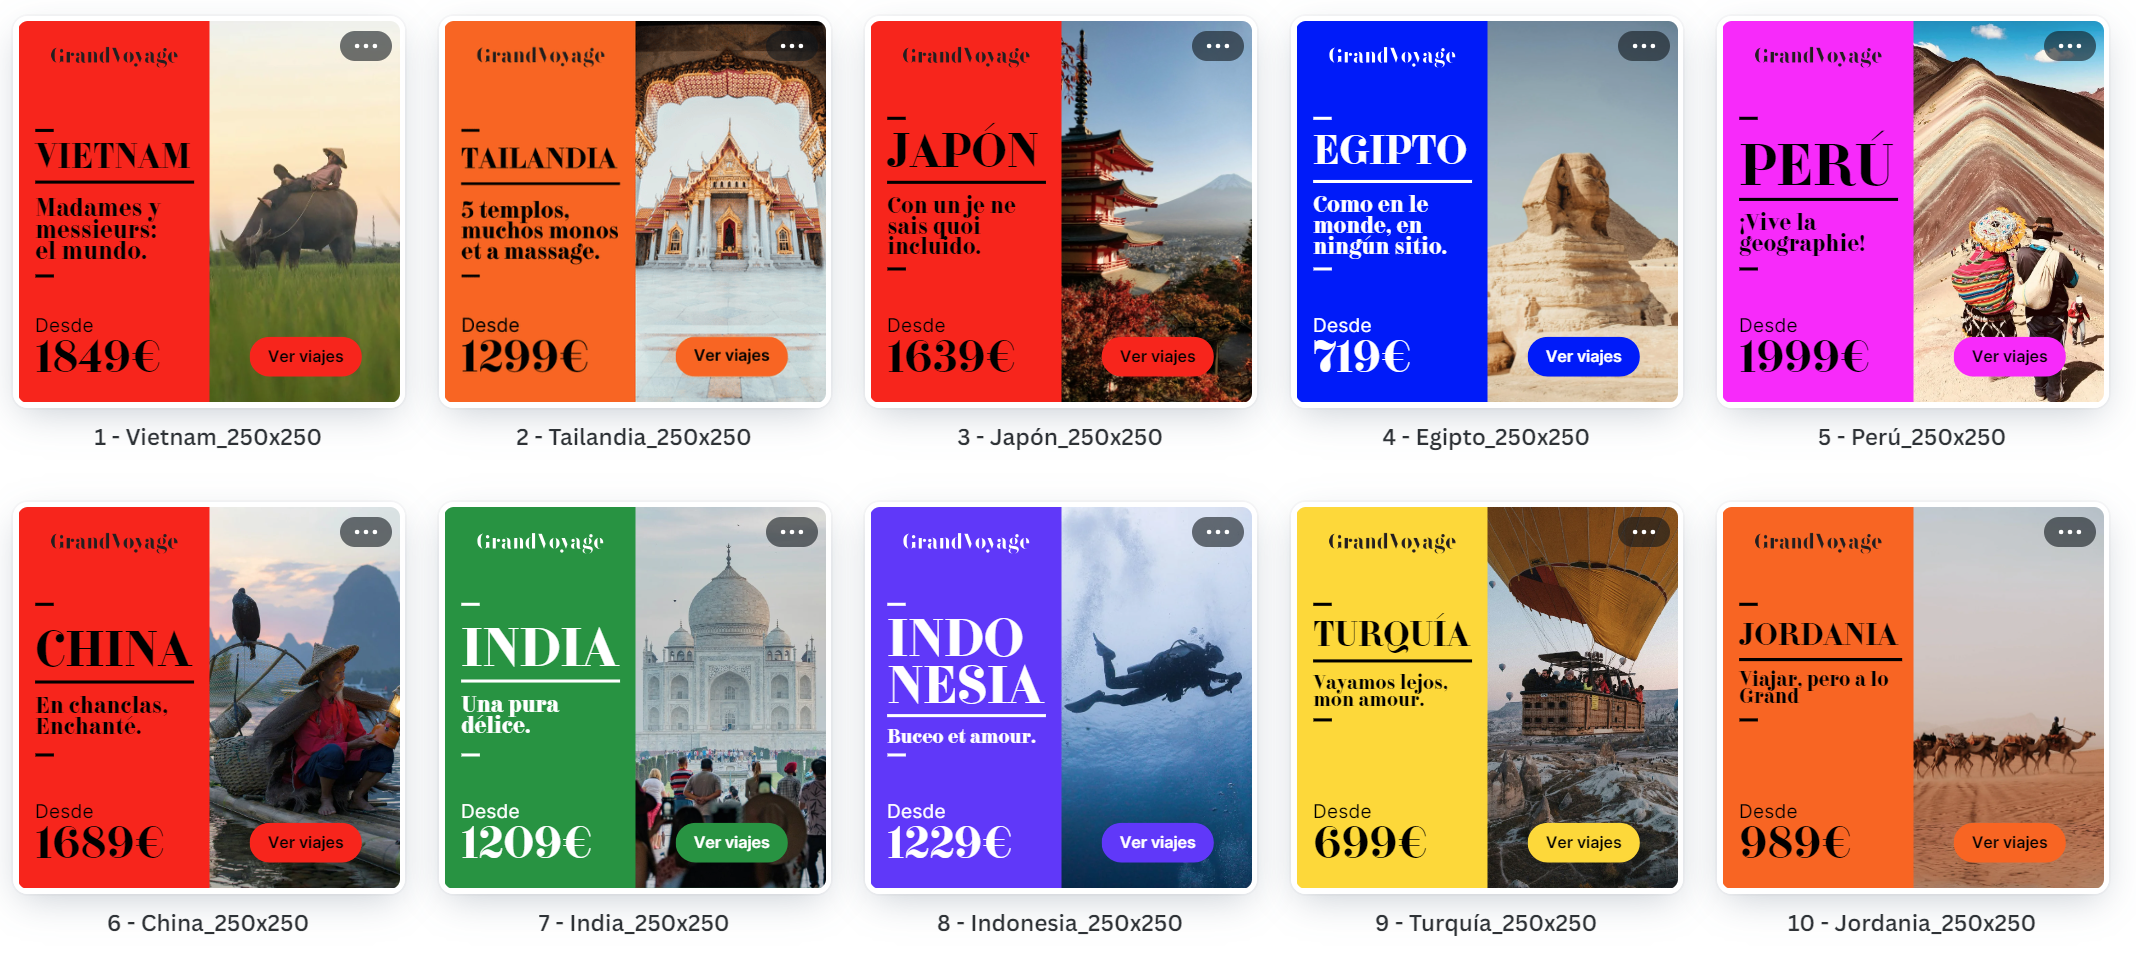 GrandVoyage
VIETNAM
Madames y
messieurs:
el mundo.
Desde
1849€
Ver viajes
1 - Vietnam_250x250
GrandVoyage
TAILANDIA
5 templos,
muchos monos
et a massage.
Desde
1299€
Ver viajes
2 - Tailandia_250x250
GrandVoyage
JAPÓN
Con un je ne
sais quoi
incluido.
Desde
1639€
Ver viajes
3 - Japón_250x250
GrandVoyage
EGIPTO
Como en le
monde, en
ningún sitio.
Desde
719€
Ver viajes
4 - Egipto_250x250
GrandVoyage
PERÚ
¡Vive la
geographie!
Desde
1999€
Ver viajes
5 - Perú_250x250
GrandVoyage
CHINA
En chanclas,
Enchanté.
Desde
1689€
Ver viajes
6 - China_250x250
GrandVoyage
INDIA
Una pura
délice.
Desde
1209€
Ver viajes
7 - India_250x250
GrandVoyage
INDO
NESIA
Buceo et amour.
Desde
1229€
Ver viajes
8 - Indonesia_250x250
GrandVoyage
TURQUÍA
Vayamos lejos,
mon amour.
Desde
699€
Ver viajes
9 - Turquía_250x250
GrandVoyage
JORDANIA
Viajar, pero a lo
Grand
Desde
989€
Ver viajes
10 - Jordania_250x250